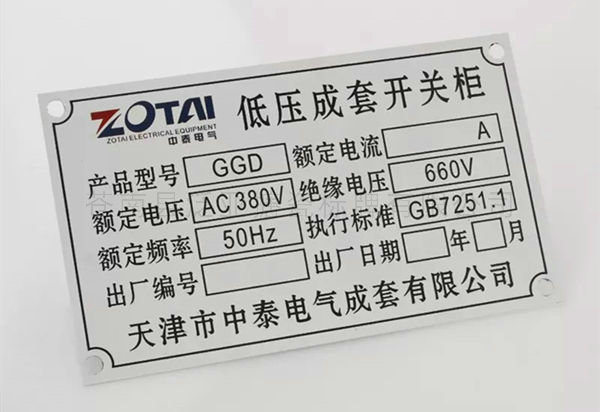 ZOTAI 低压成套开关柜
ZOTAI ELECTRICAL EQUIPMENT
中泰电气
产品型号 GGD 额定电流 A
额定电压 AC380V 绝缘电压 660V
额定频率 50Hz 执行标准 GB7251.1
出厂编号 出厂日期 年 月
天津市中泰电气成套有限公司